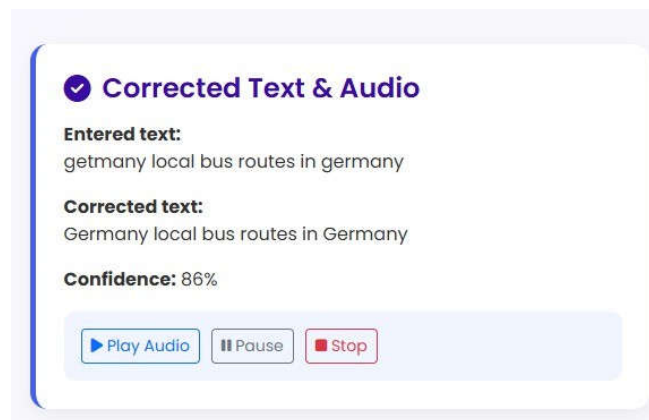 Corrected Text & Audio
Entered text:
getmany local bus routes in germany
Corrected text:
Germany local bus routes in Germany
Confidence: 86%
Play Audio Pause Stop